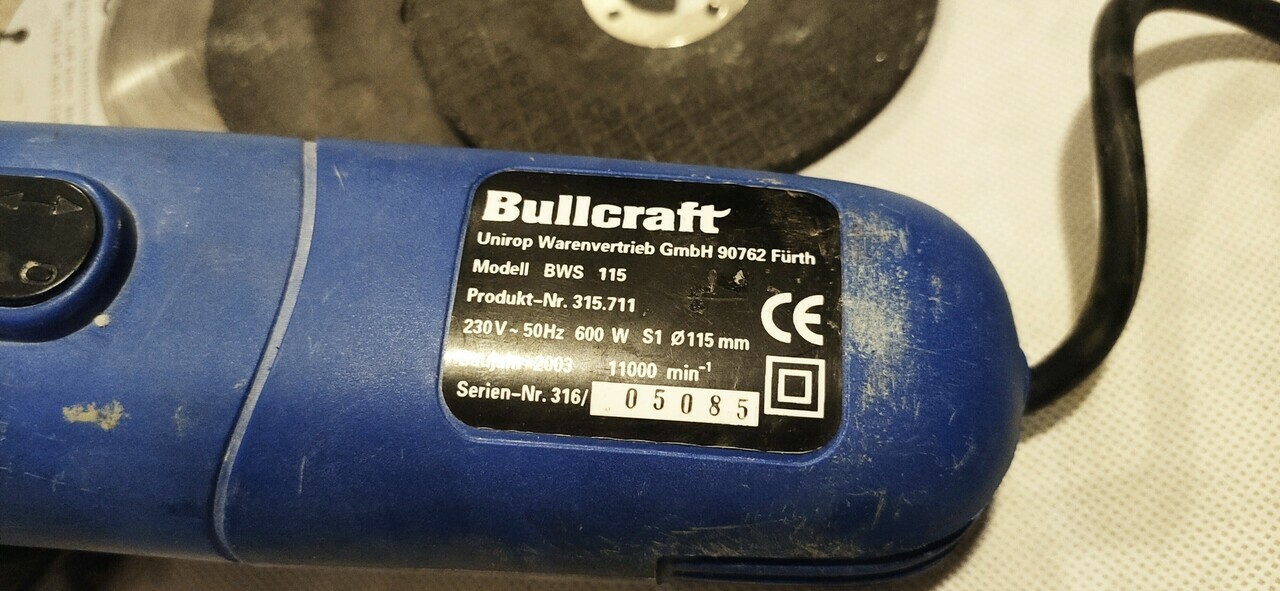 Bullcraft
Unirop Warenvertrieb GmbH 90762 Fürth
Modell BWS 115
Produkt-Nr. 315.711
230V~50Hz 600 W S1 Ø115 mm
2003 11000 min⁻¹
Serien-Nr. 316/ 05085
CE
0